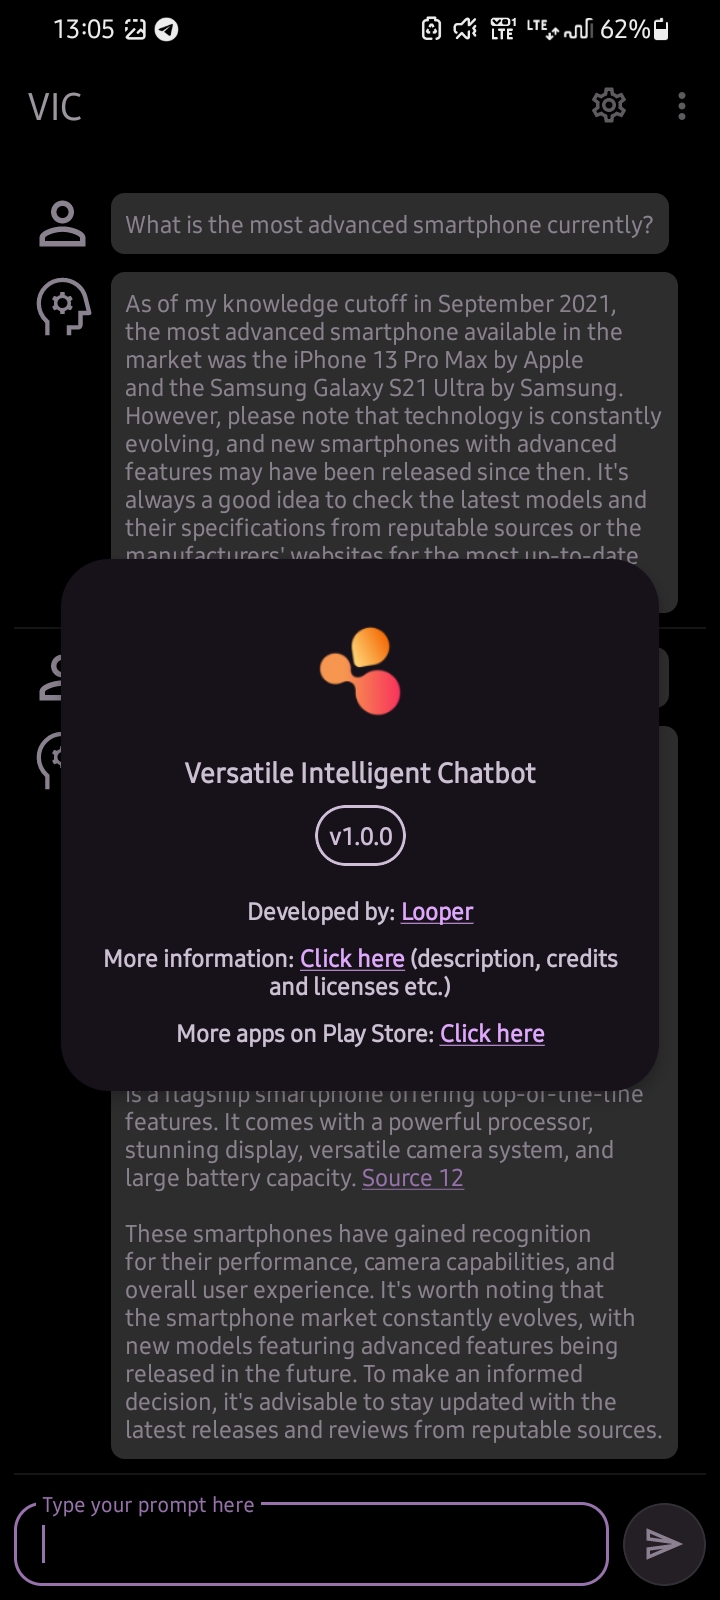 13:05
VoLTE1 LTE 62%
VIC
What is the most advanced smartphone currently?
As of my knowledge cutoff in September 2021,
the most advanced smartphone available in the
market was the iPhone 13 Pro Max by Apple
and the Samsung Galaxy S21 Ultra by Samsung.
However, please note that technology is constantly
evolving, and new smartphones with advanced
features may have been released since then. It's
always a good idea to check the latest models and
their specifications from reputable sources or the
manufacturers' websites for the most up-to-date
Versatile Intelligent Chatbot
v1.0.0
Developed by: Looper
More information: Click here (description, credits
and licenses etc.)
More apps on Play Store: Click here
is a flagship smartphone offering top-of-the-line
features. It comes with a powerful processor,
stunning display, versatile camera system, and
large battery capacity. Source 12
These smartphones have gained recognition
for their performance, camera capabilities, and
overall user experience. It's worth noting that
the smartphone market constantly evolves, with
new models featuring advanced features being
released in the future. To make an informed
decision, it's advisable to stay updated with the
latest releases and reviews from reputable sources.
Type your prompt here